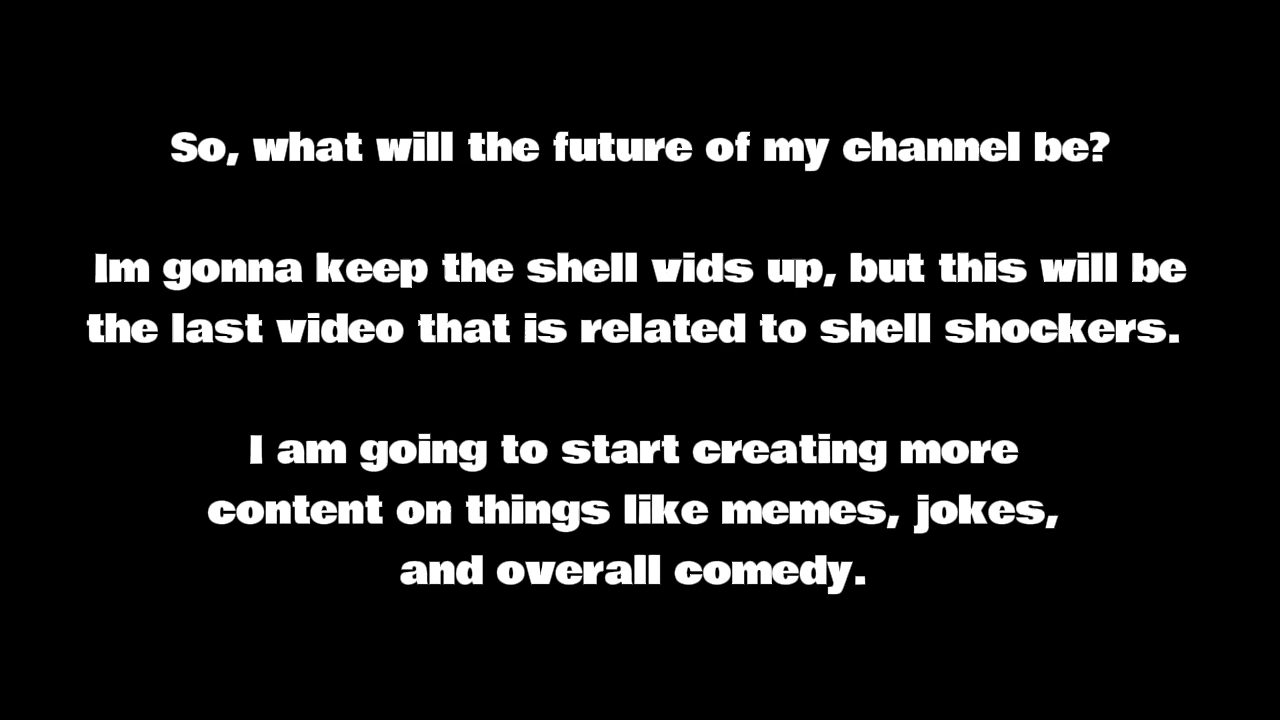 So, what will the future of my channel be?
Im gonna keep the shell vids up, but this will be
the last video that is related to shell shockers.
I am going to start creating more
content on things like memes, jokes,
and overall comedy.